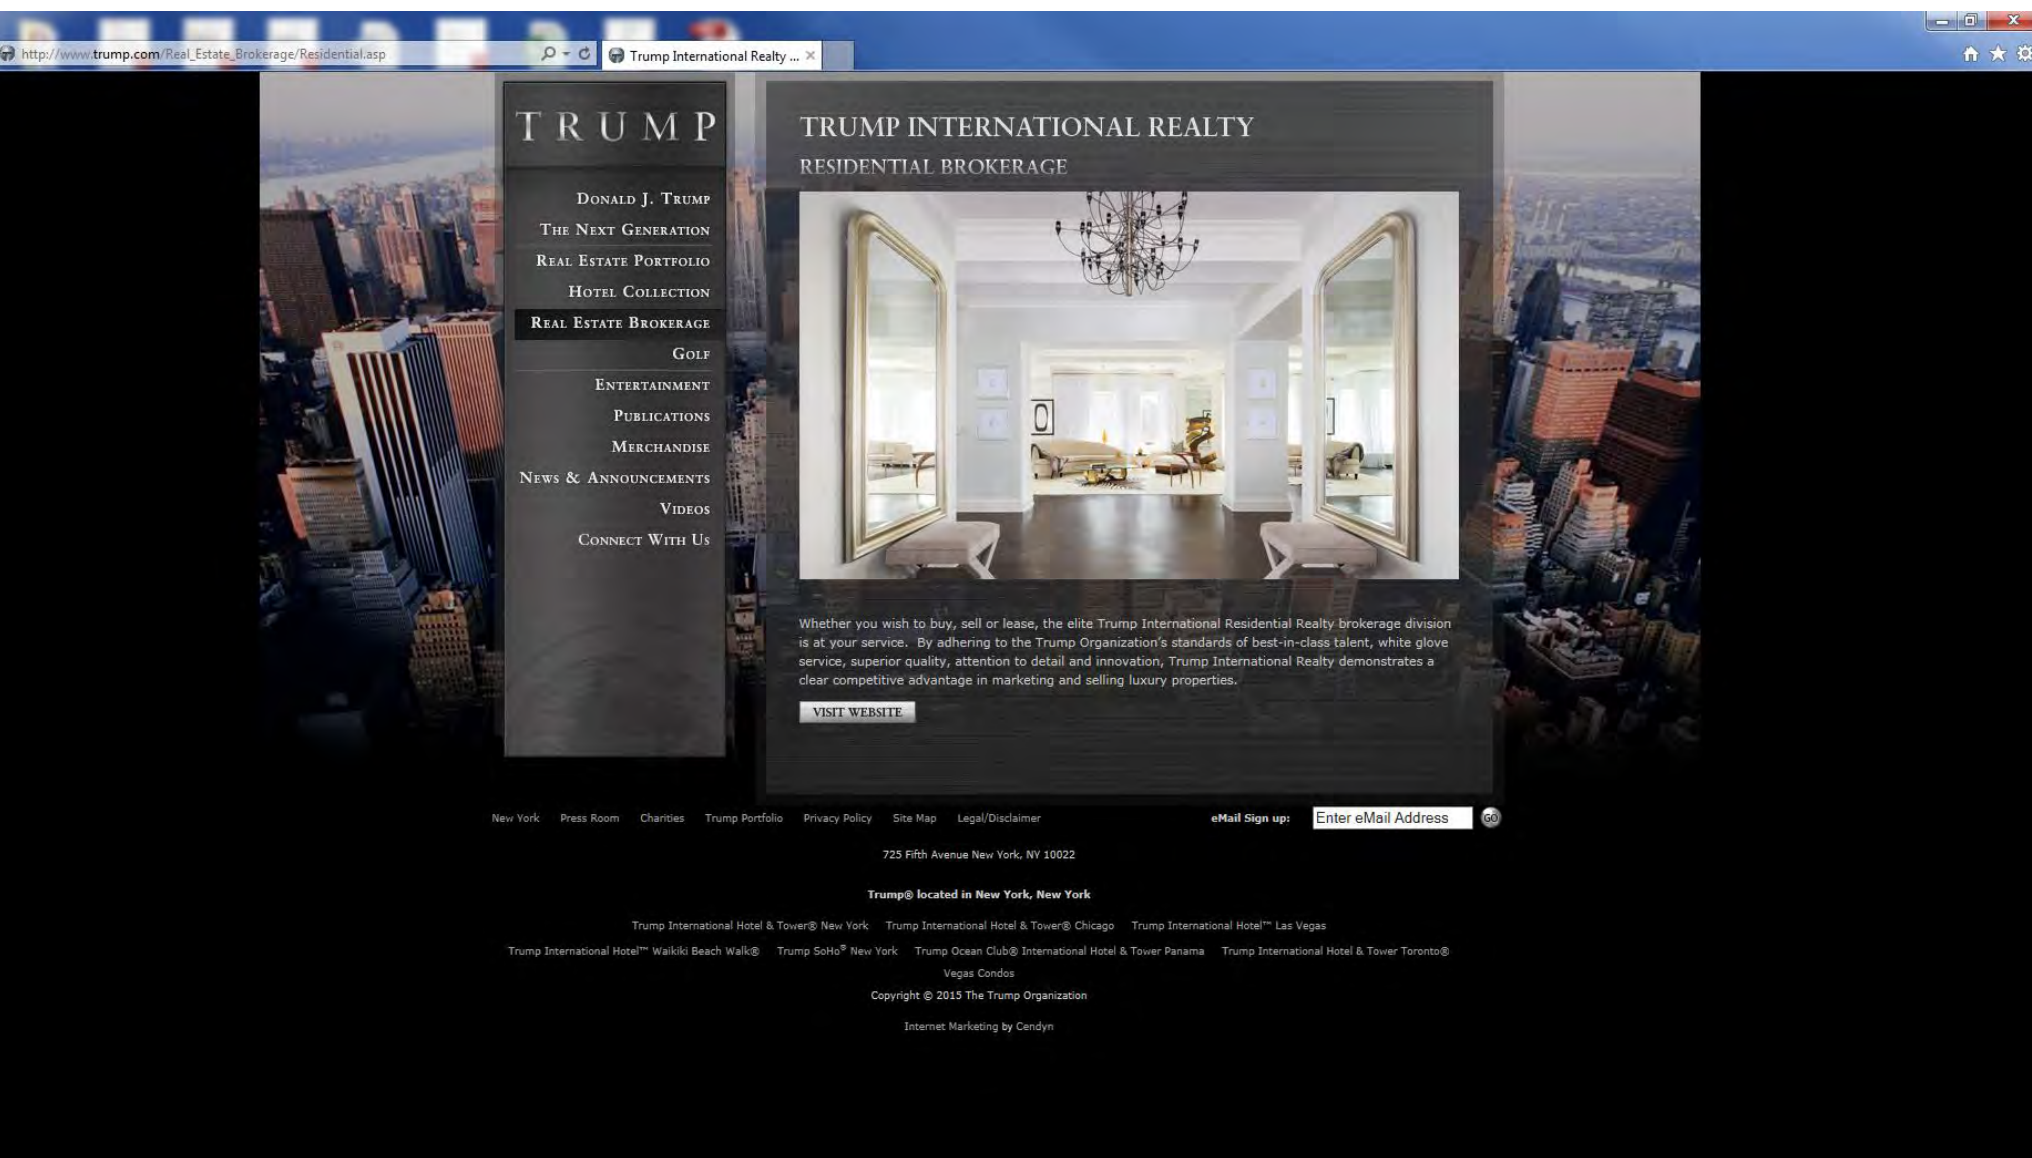 http://www.trump.com/Real_Estate_Brokerage/Residential.asp
Trump International Realty ...
TRUMP
DONALD J. TRUMP
THE NEXT GENERATION
REAL ESTATE PORTFOLIO
HOTEL COLLECTION
REAL ESTATE BROKERAGE
GOLF
ENTERTAINMENT
PUBLICATIONS
MERCHANDISE
NEWS & ANNOUNCEMENTS
VIDEOS
CONNECT WITH US
TRUMP INTERNATIONAL REALTY
RESIDENTIAL BROKERAGE
Whether you wish to buy, sell or lease, the elite Trump International Residential Realty brokerage division
is at your service. By adhering to the Trump Organization's standards of best-in-class talent, white glove
service, superior quality, attention to detail and innovation, Trump International Realty demonstrates a
clear competitive advantage in marketing and selling luxury properties.
VISIT WEBSITE
New York Press Room Charities Trump Portfolio Privacy Policy Site Map Legal/Disclaimer eMail Sign up: Enter eMail Address GO
725 Fifth Avenue New York, NY 10022
Trump® located in New York, New York
Trump International Hotel & Tower® New York Trump International Hotel & Tower® Chicago Trump International Hotel™ Las Vegas
Trump International Hotel™ Waikiki Beach Walk® Trump SoHo® New York Trump Ocean Club® International Hotel & Tower Panama Trump International Hotel & Tower Toronto®
Vegas Condos
Copyright © 2015 The Trump Organization
Internet Marketing by Cendyn